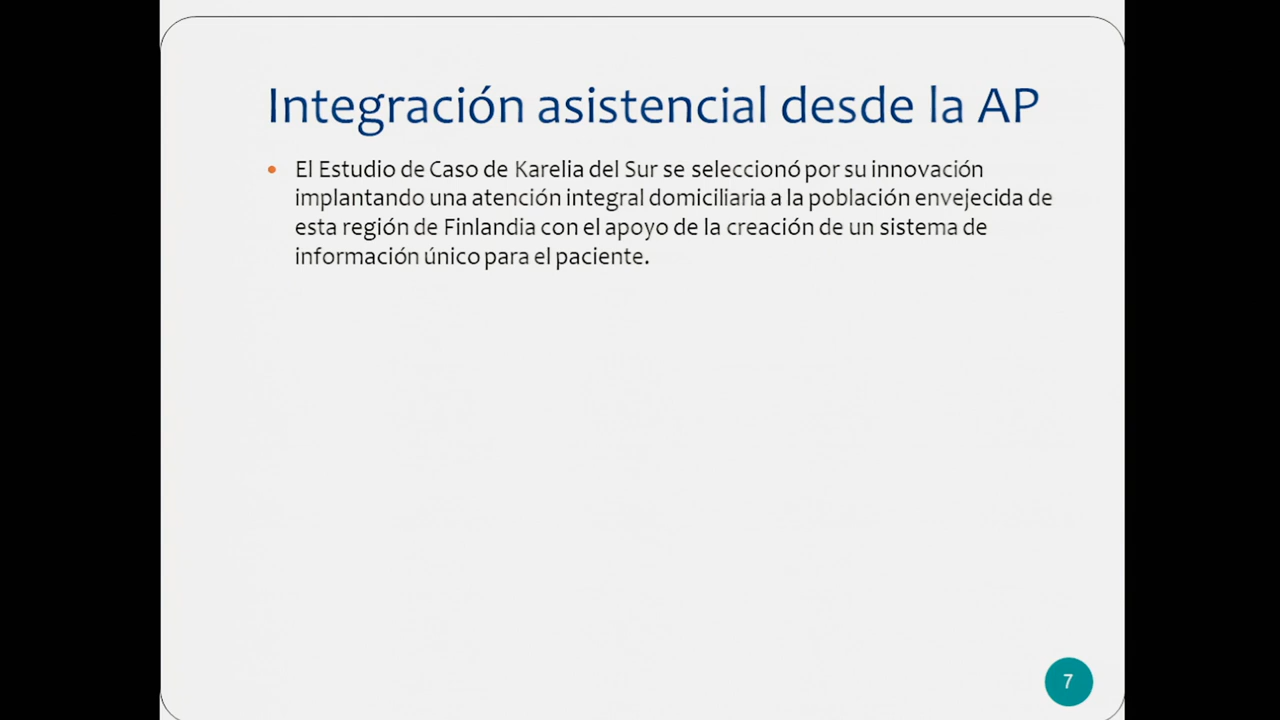 Integración asistencial desde la AP
• El Estudio de Caso de Karelia del Sur se seleccionó por su innovación
implantando una atención integral domiciliaria a la población envejecida de
esta región de Finlandia con el apoyo de la creación de un sistema de
información único para el paciente.
7